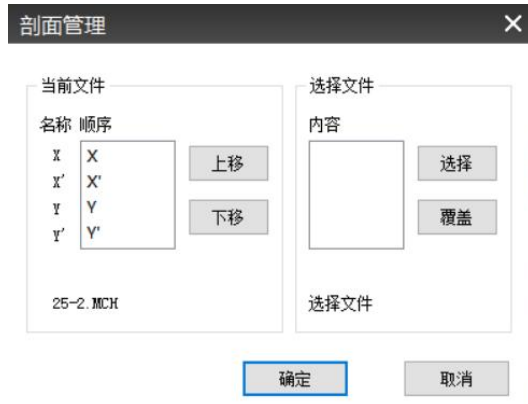 剖面管理
当前文件
名称 顺序
X X
X' X'
Y Y
Y' Y'
上移
下移
25-2.MCH
选择文件
内容
选择
覆盖
选择文件
确定
取消